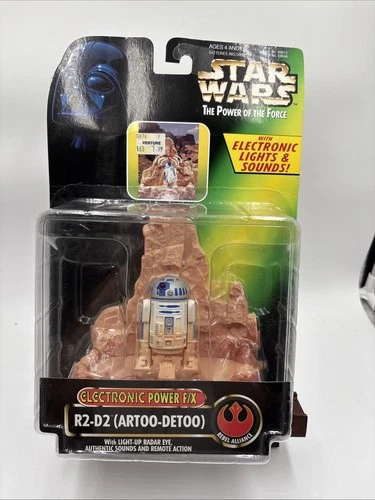 AGES 4 AND
STAR
WARS
THE POWER OF THE FORCE
WITH
ELECTRONIC
LIGHTS &
SOUNDS!
VENTURE
ELECTRONIC POWER F/X
R2-D2 (ARTOO-DETOO)
With LIGHT-UP RADAR EYE,
AUTHENTIC SOUNDS AND REMOTE ACTION
REBEL ALLIANCE